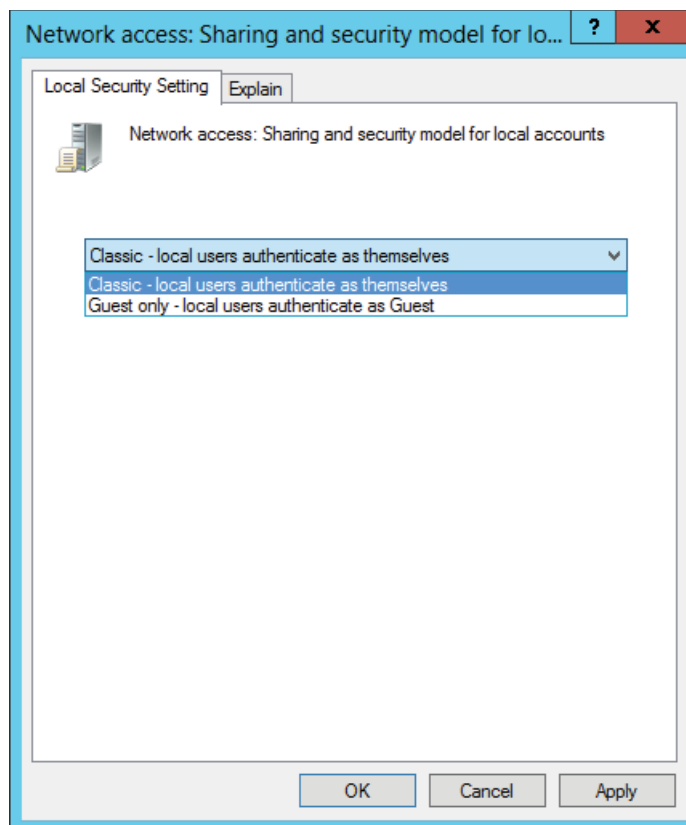 Network access: Sharing and security model for lo...
?
x
Local Security Setting
Explain
Network access: Sharing and security model for local accounts
Classic - local users authenticate as themselves
Classic - local users authenticate as themselves
Guest only - local users authenticate as Guest
OK
Cancel
Apply